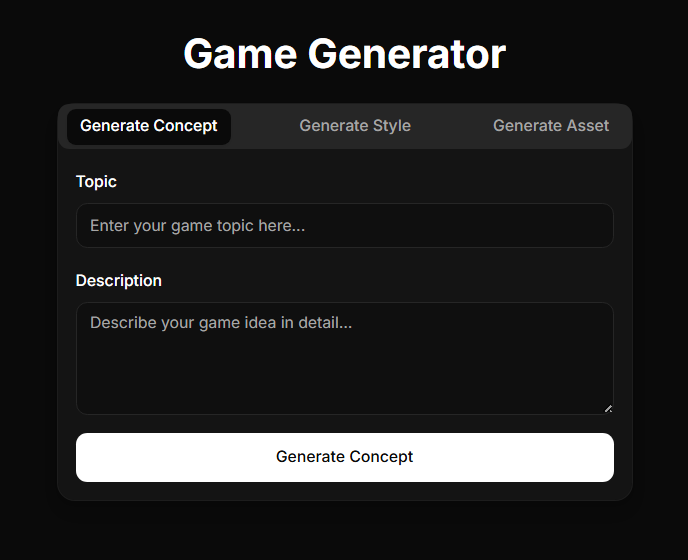 Game Generator
Generate Concept
Generate Style
Generate Asset
Topic
Enter your game topic here...
Description
Describe your game idea in detail...
Generate Concept